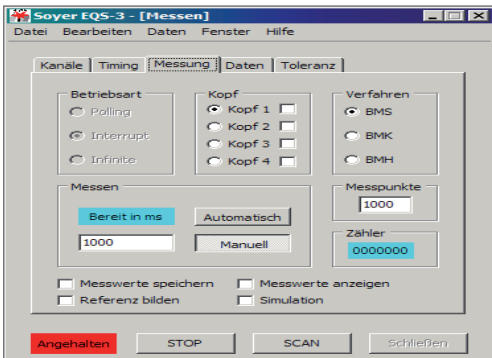 Soyer EQS-3 - [Messen]
Datei Bearbeiten Daten Fenster Hilfe
Kanäle Timing Messung Daten Toleranz
Betriebsart
Polling
Interrupt
Infinite
Kopf
Kopf 1
Kopf 2
Kopf 3
Kopf 4
Verfahren
BMS
BMK
BMH
Messen
Bereit in ms
Automatisch
1000
Manuell
Messpunkte
1000
Zähler
0000000
Messwerte speichern
Messwerte anzeigen
Referenz bilden
Simulation
Angehalten STOP SCAN Schließen